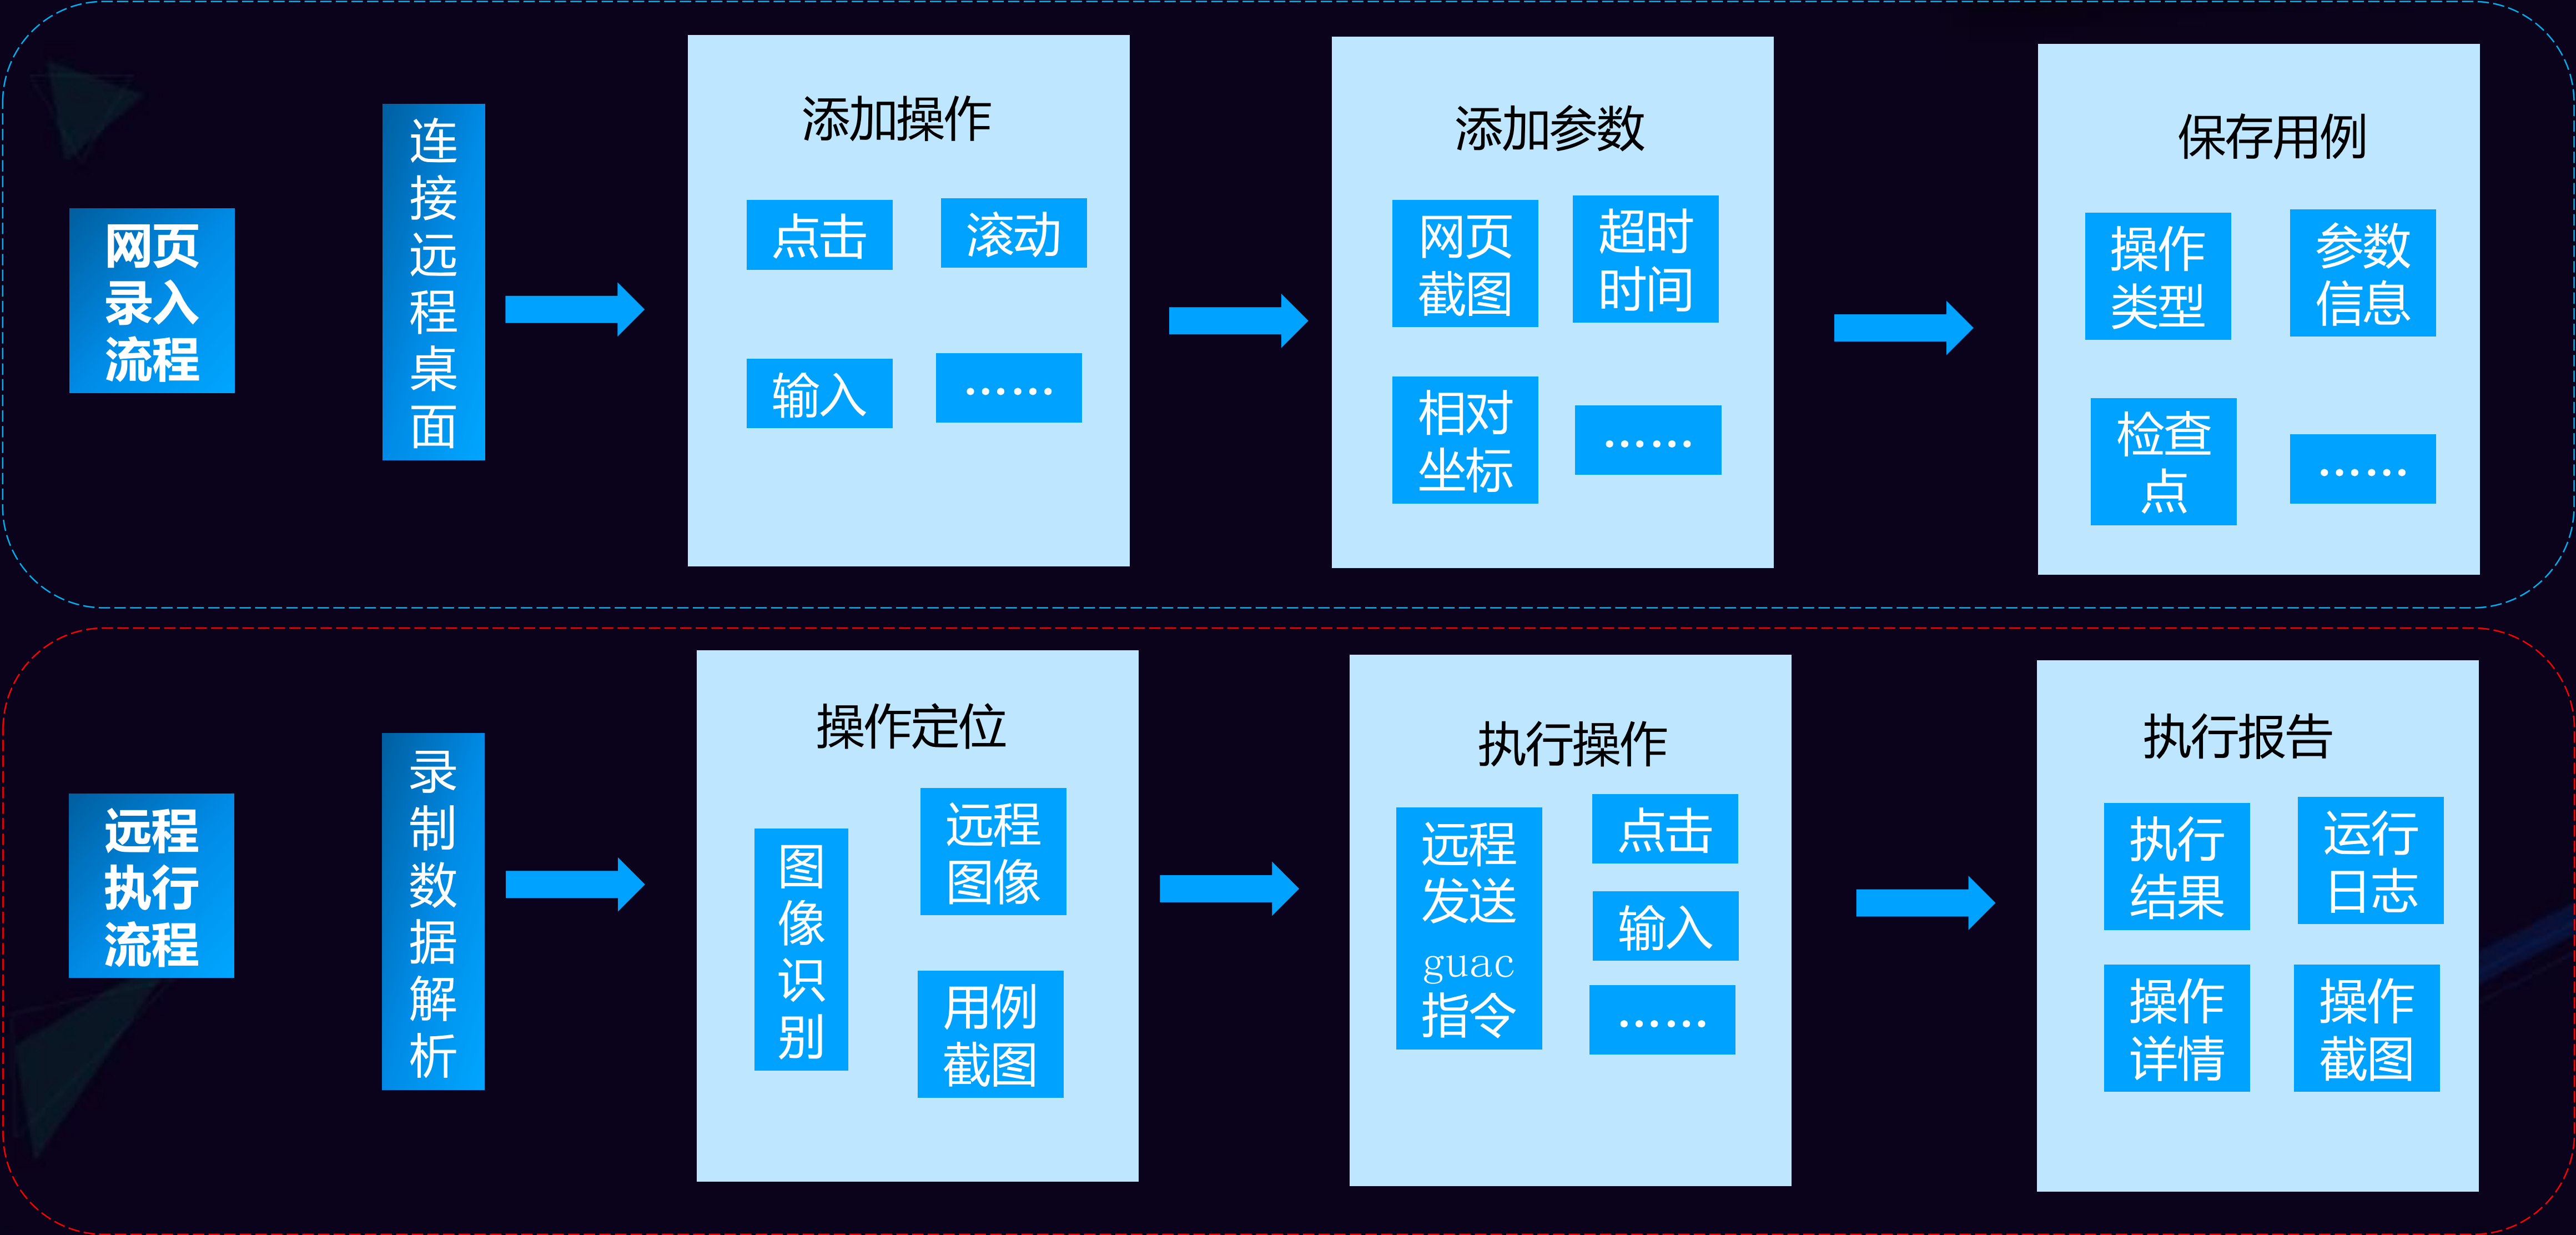 网页
录入
流程
连
接
远
程
桌
面
添加操作
点击
滚动
输入
……
添加参数
网页
截图
超时
时间
相对
坐标
……
保存用例
操作
类型
参数
信息
检查
点
……
远程
执行
流程
录
制
数
据
解
析
操作定位
图
像
识
别
远程
图像
用例
截图
执行操作
远程
发送
guac
指令
点击
输入
……
执行报告
执行
结果
运行
日志
操作
详情
操作
截图